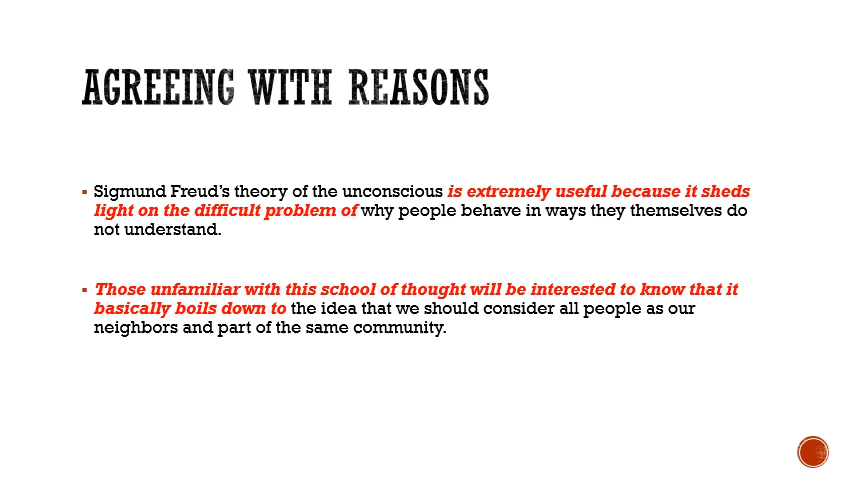 AGREEING WITH REASONS
▪ Sigmund Freud's theory of the unconscious is extremely useful because it sheds
light on the difficult problem of why people behave in ways they themselves do
not understand.
▪ Those unfamiliar with this school of thought will be interested to know that it
basically boils down to the idea that we should consider all people as our
neighbors and part of the same community.